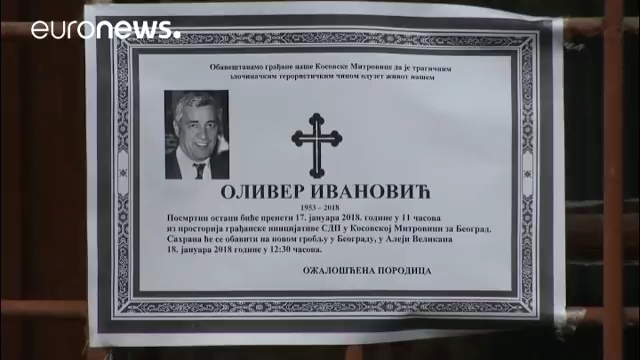 euronews.
Обавештавамо грађане наше Косовске Митровице да је трагичним
злочиначким терористичким чином одузет живот нашем
ОЛИВЕР ИВАНОВИЋ
1953 – 2018
Посмртни остаци биће пренети 17. јануара 2018. године у 11 часова
из просторија грађанске иницијативе СДП у Косовској Митровици за Београд.
Сахрана ће се обавити на новом гробљу у Београду, у Алеји Великана
18. јануара 2018 године у 12:30 часова.
ОЖАЛОШЋЕНА ПОРОДИЦА